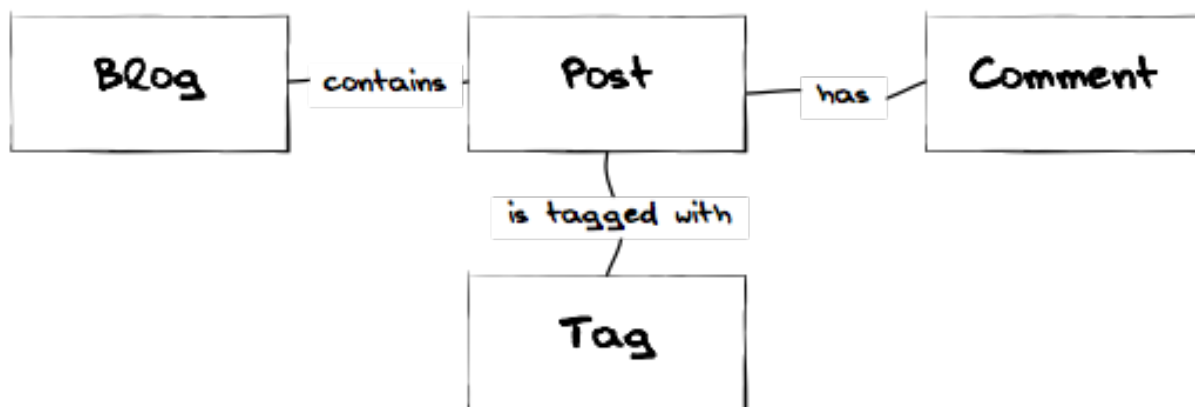 Blog
contains
Post
has
Comment
is tagged with
Tag